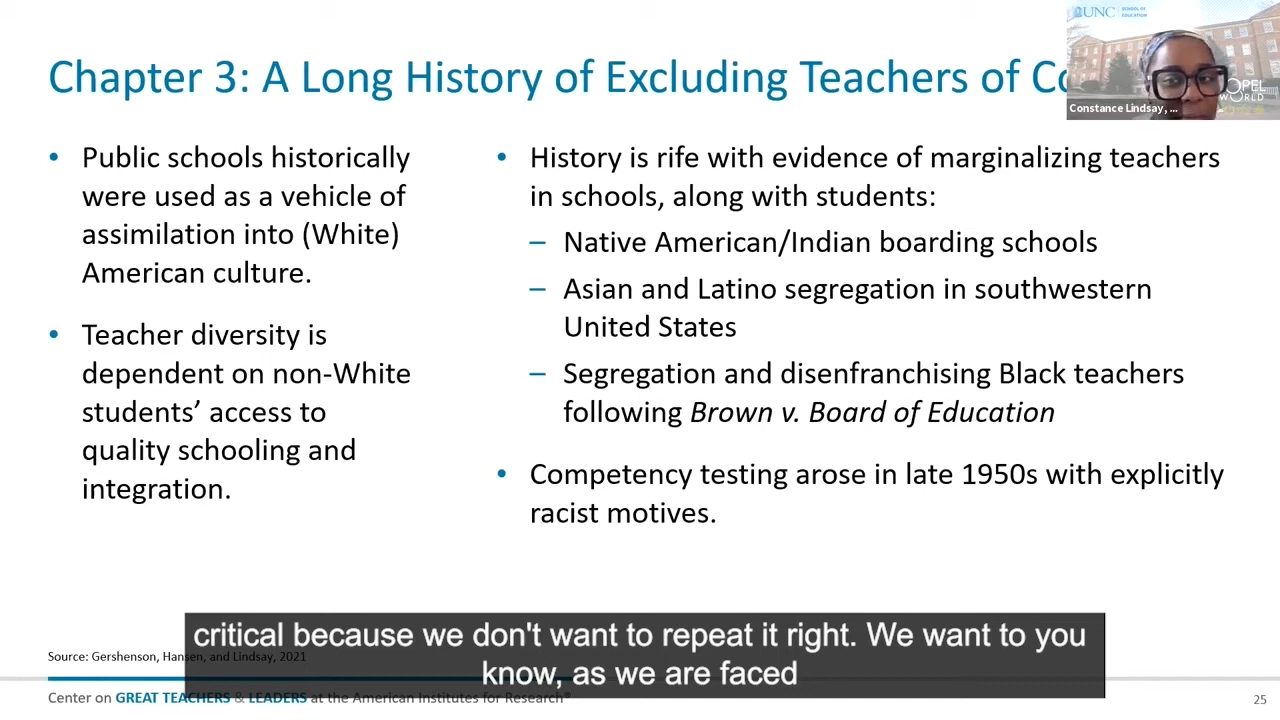 UNC SCHOOL OF EDUCATION
Chapter 3: A Long History of Excluding Teachers of Co
OPEL
WORLD
Constance Lindsay, ...
• Public schools historically
were used as a vehicle of
assimilation into (White)
American culture.
• Teacher diversity is
dependent on non-White
students’ access to
quality schooling and
integration.
• History is rife with evidence of marginalizing teachers
in schools, along with students:
– Native American/Indian boarding schools
– Asian and Latino segregation in southwestern
United States
– Segregation and disenfranchising Black teachers
following Brown v. Board of Education
• Competency testing arose in late 1950s with explicitly
racist motives.
critical because we don't want to repeat it right. We want to you
know, as we are faced
Source: Gershenson, Hansen, and Lindsay, 2021
Center on GREAT TEACHERS & LEADERS at the American Institutes for Research®
25